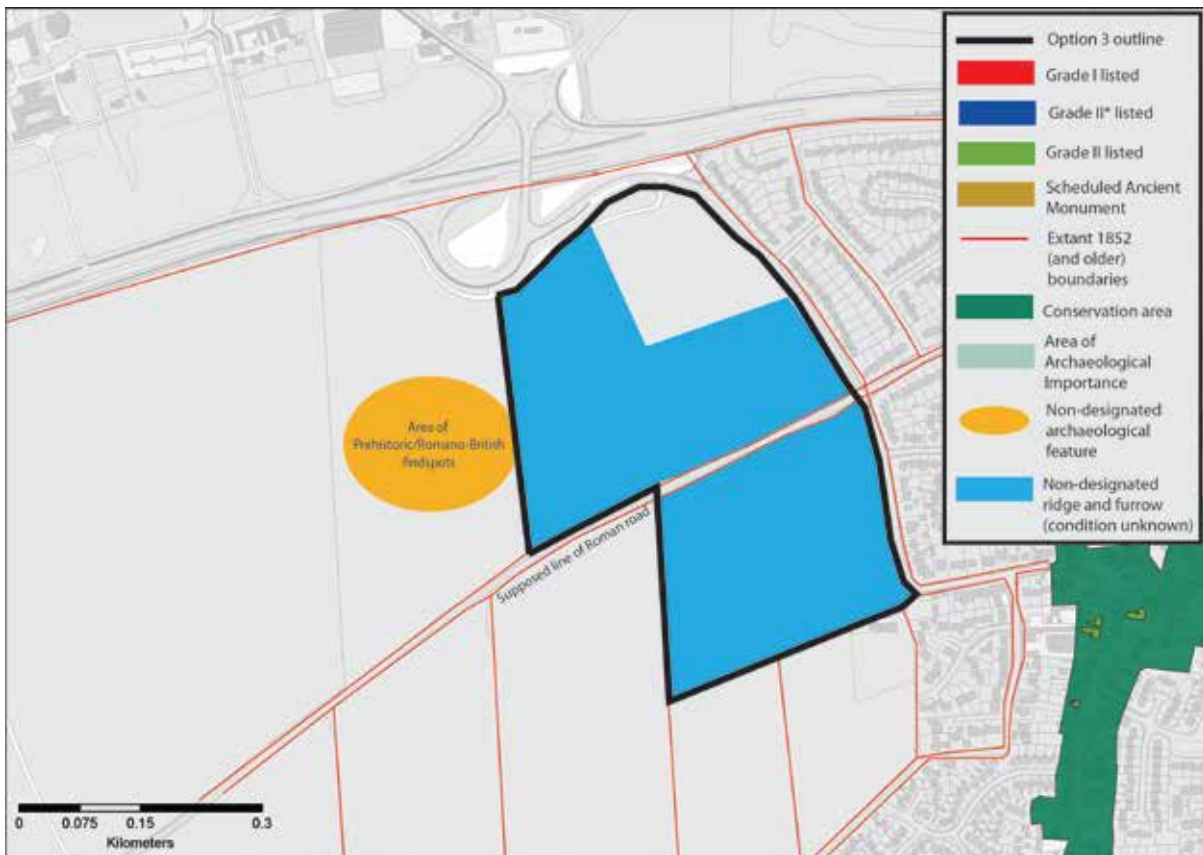 Option 3 outline
Grade I listed
Grade II* listed
Grade II listed
Scheduled Ancient
Monument
Extant 1852
(and older)
boundaries
Conservation area
Area of
Archaeological
Importance
Non-designated
archaeological
feature
Non-designated
ridge and furrow
(condition unknown)
Area of
Prehistoric/Romano-British
findspots
Supposed line of Roman road
0 0.075 0.15 0.3
Kilometers